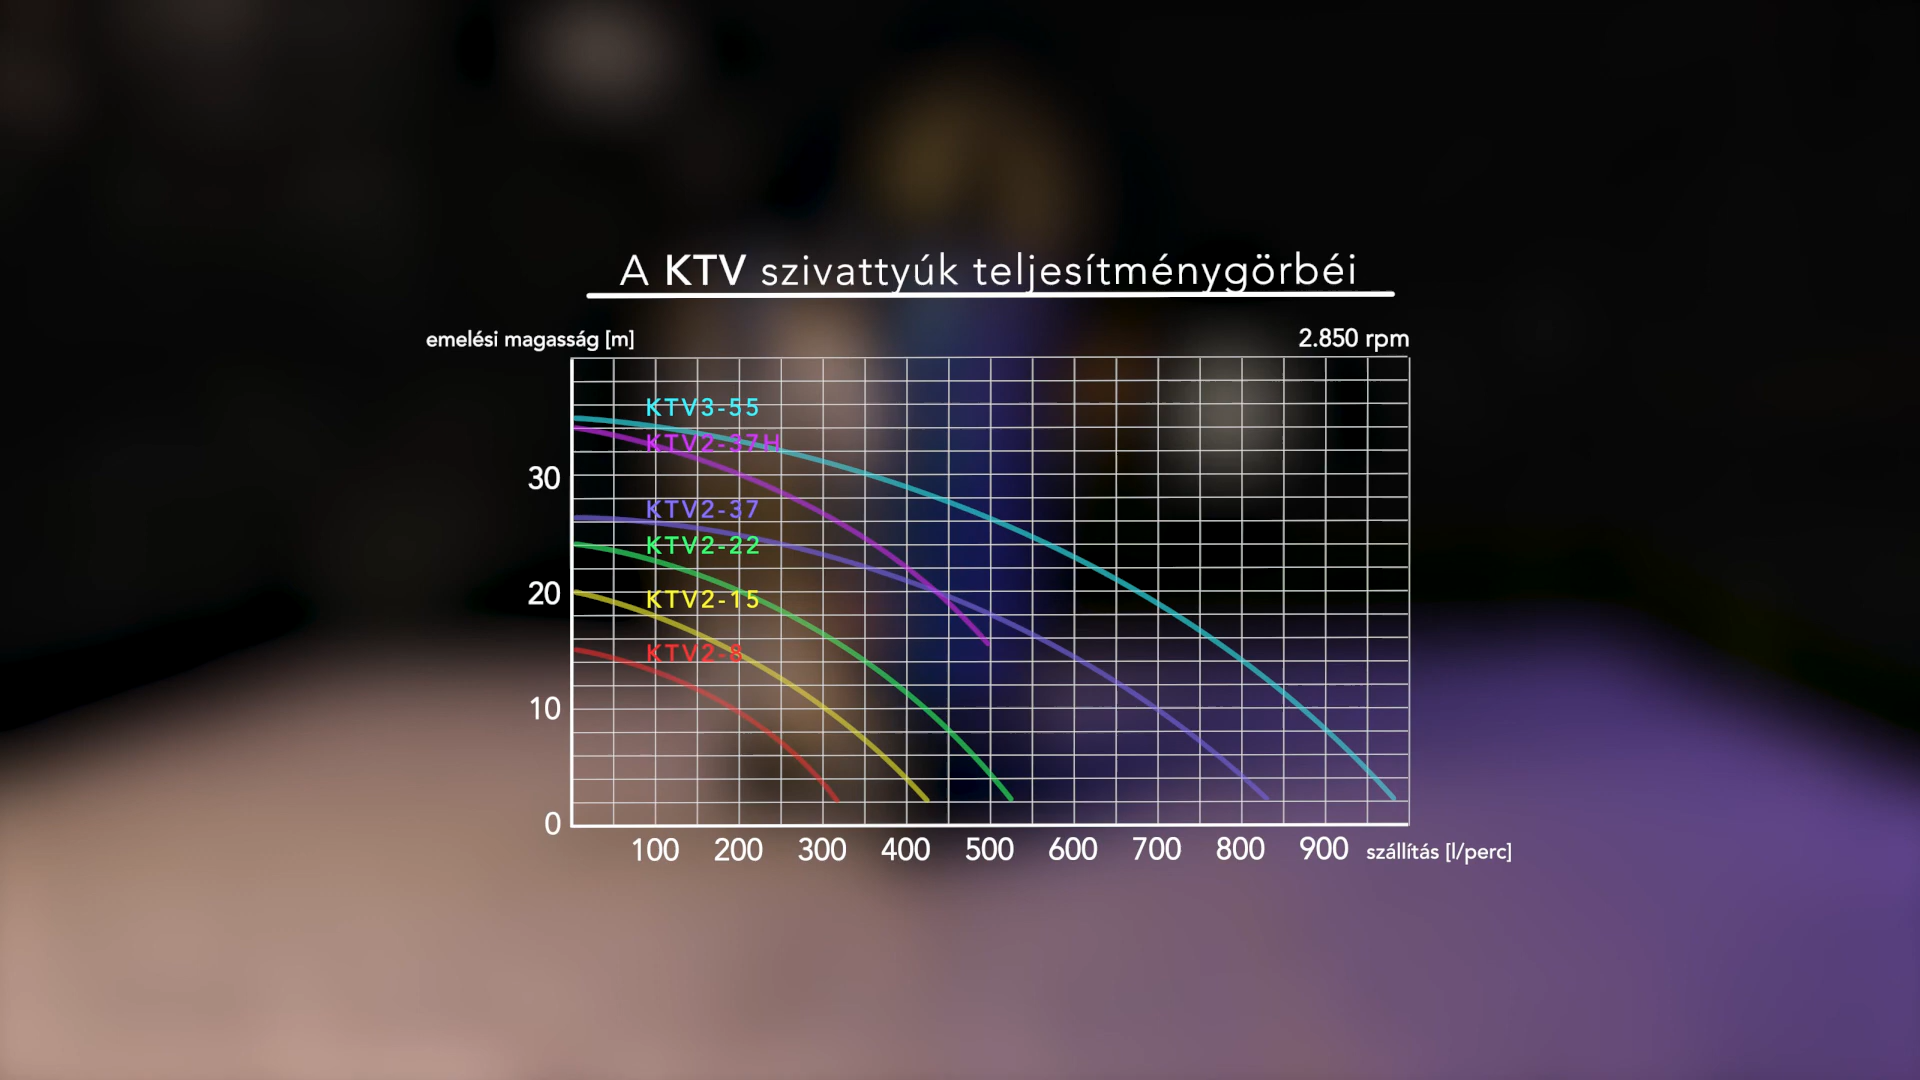 A KTV szivattyúk teljesítménygörbéi
emelési magasság [m]
2.850 rpm
KTV3-55
KTV2-37H
30
KTV2-37
KTV2-22
20
KTV2-15
KTV2-8
10
0
100 200 300 400 500 600 700 800 900 szállítás [l/perc]